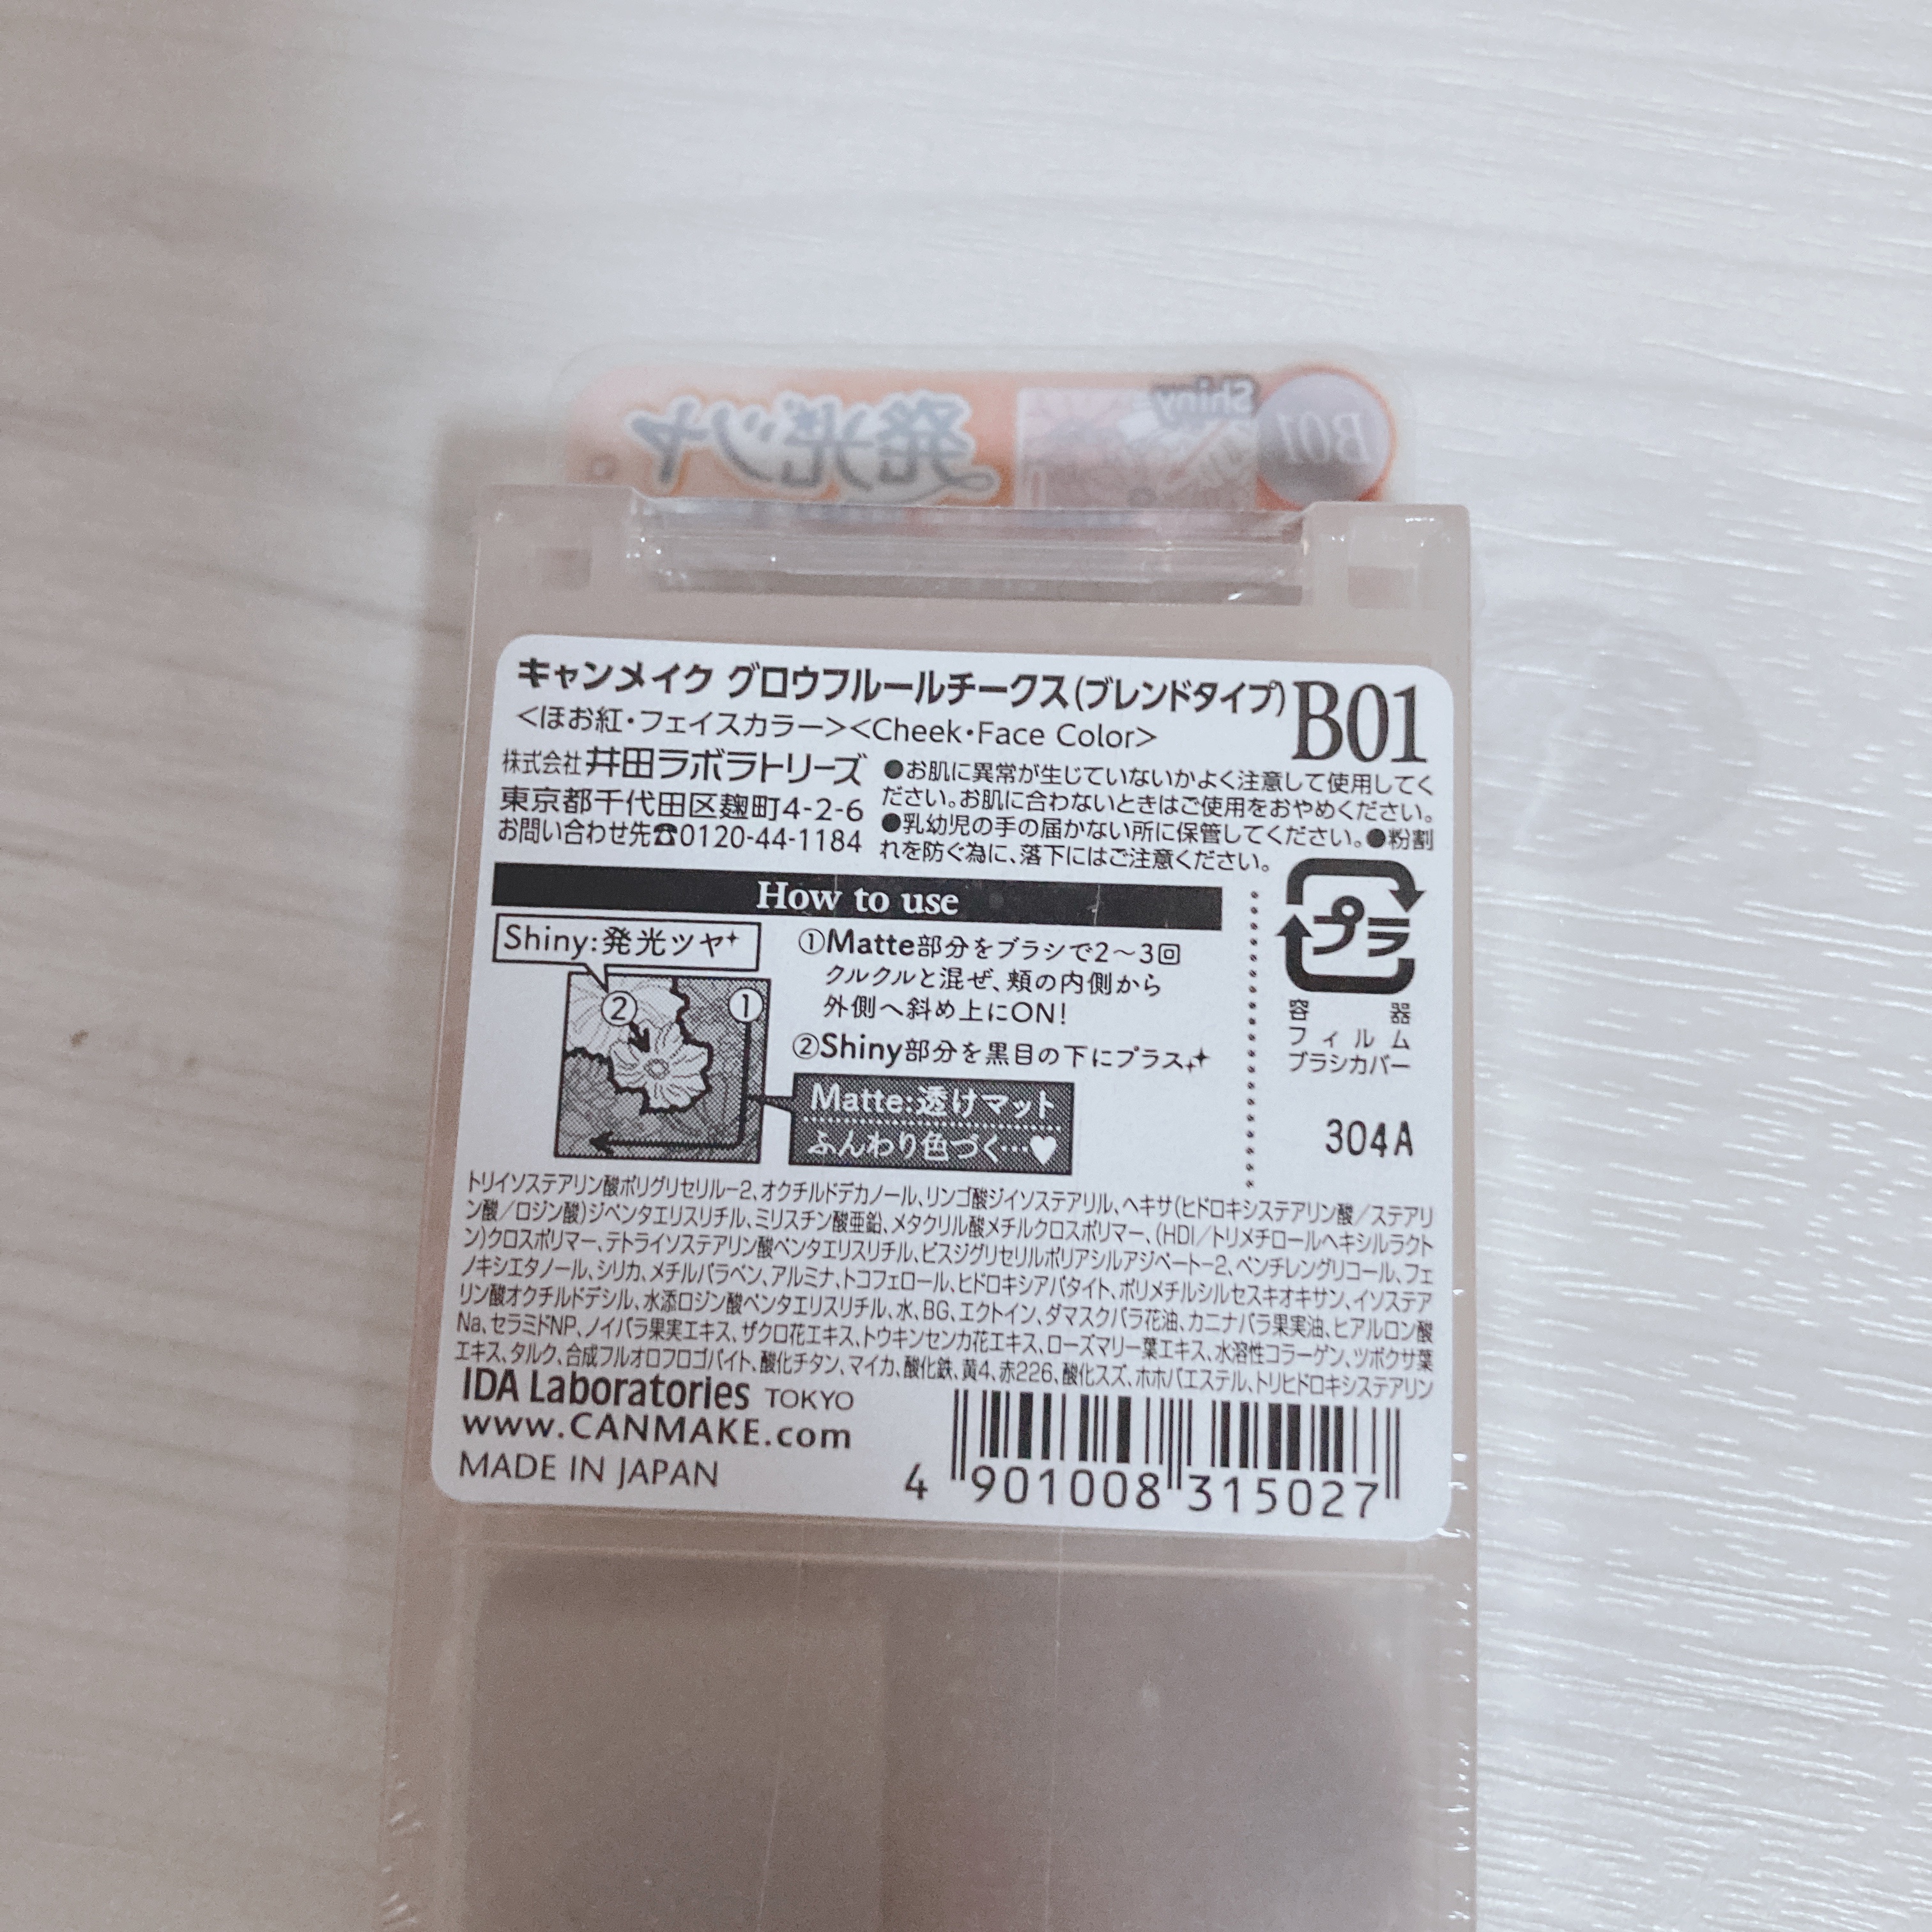 発光ツヤ
Shiny
B01
キャンメイク グロウフルールチークス(ブレンドタイプ) B01
<ほお紅・フェイスカラー><Cheek・Face Color>
株式会社 井田ラボラトリーズ
東京都千代田区麹町4-2-6
お問い合わせ先☎0120-44-1184
●お肌に異常が生じていないかよく注意して使用してく
ださい。お肌に合わないときはご使用をおやめください。
●乳幼児の手の届かない所に保管してください。●粉割
れを防ぐ為に、落下にはご注意ください。
How to use
Shiny:発光ツヤ
② ①
①Matte部分をブラシで2〜3回
クルクルと混ぜ、頬の内側から
外側へ斜め上にON!
②Shiny部分を黒目の下にプラス
Matte:透けマット
ふんわり色づく…♥
プラ
容器
フィルム
ブラシカバー
304A
トリイソステアリン酸ポリグリセリル-2、オクチルドデカノール、リンゴ酸ジイソステアリル、ヘキサ(ヒドロキシステアリン酸/ステアリ
ン酸/ロジン酸)ジペンタエリスリチル、ミリスチン酸亜鉛、メタクリル酸メチルクロスポリマー、(HDI/トリメチロールヘキシルラクト
ン)クロスポリマー、テトライソステアリン酸ペンタエリスリチル、ビスジグリセリルポリアシルアジペート-2、ペンチレングリコール、フェ
ノキシエタノール、シリカ、メチルパラベン、アルミナ、トコフェロール、ヒドロキシアパタイト、ポリメチルシルセスキオキサン、イソステア
リン酸オクチルドデシル、水添ロジン酸ペンタエリスリチル、水、BG、エクトイン、ダマスクバラ花油、カニナバラ果実油、ヒアルロン酸
Na、セラミドNP、ノイバラ果実エキス、ザクロ花エキス、トウキンセンカ花エキス、ローズマリー葉エキス、水溶性コラーゲン、ツボクサ葉
エキス、タルク、合成フルオロフロゴパイト、酸化チタン、マイカ、酸化鉄、黄4、赤226、酸化スズ、ホホバエステル、トリヒドロキシステアリン
IDA Laboratories TOKYO
www.CANMAKE.com
MADE IN JAPAN
4 901008 315027